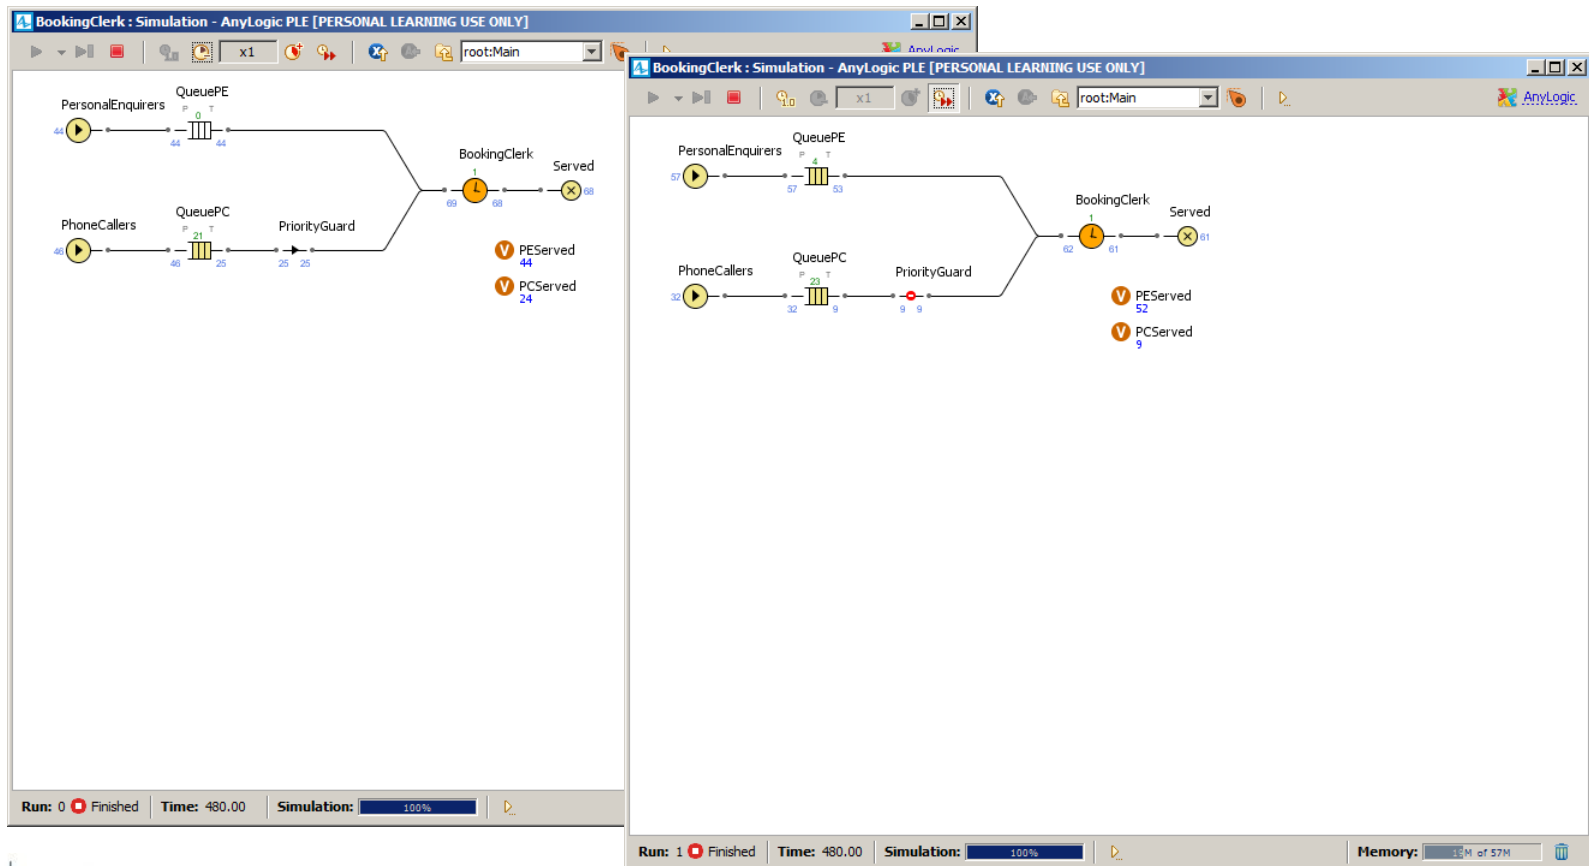 BookingClerk : Simulation - AnyLogic PLE [PERSONAL LEARNING USE ONLY]
x1
root:Main
AnyLogic
PersonalEnquirers
QueuePE
P T
0
44
44 44
BookingClerk
1
69 68
Served
68
PhoneCallers
QueuePC
P T
21
46
46 25
PriorityGuard
25 25
PEServed
44
PCServed
24
Run: 0 Finished
Time: 480.00
Simulation: 100%
BookingClerk : Simulation - AnyLogic PLE [PERSONAL LEARNING USE ONLY]
x1
root:Main
AnyLogic
PersonalEnquirers
QueuePE
P T
4
57
57 53
BookingClerk
1
62 61
Served
61
PhoneCallers
QueuePC
P T
23
32
32 9
PriorityGuard
9 9
PEServed
52
PCServed
9
Run: 1 Finished
Time: 480.00
Simulation: 100%
Memory: of 57M